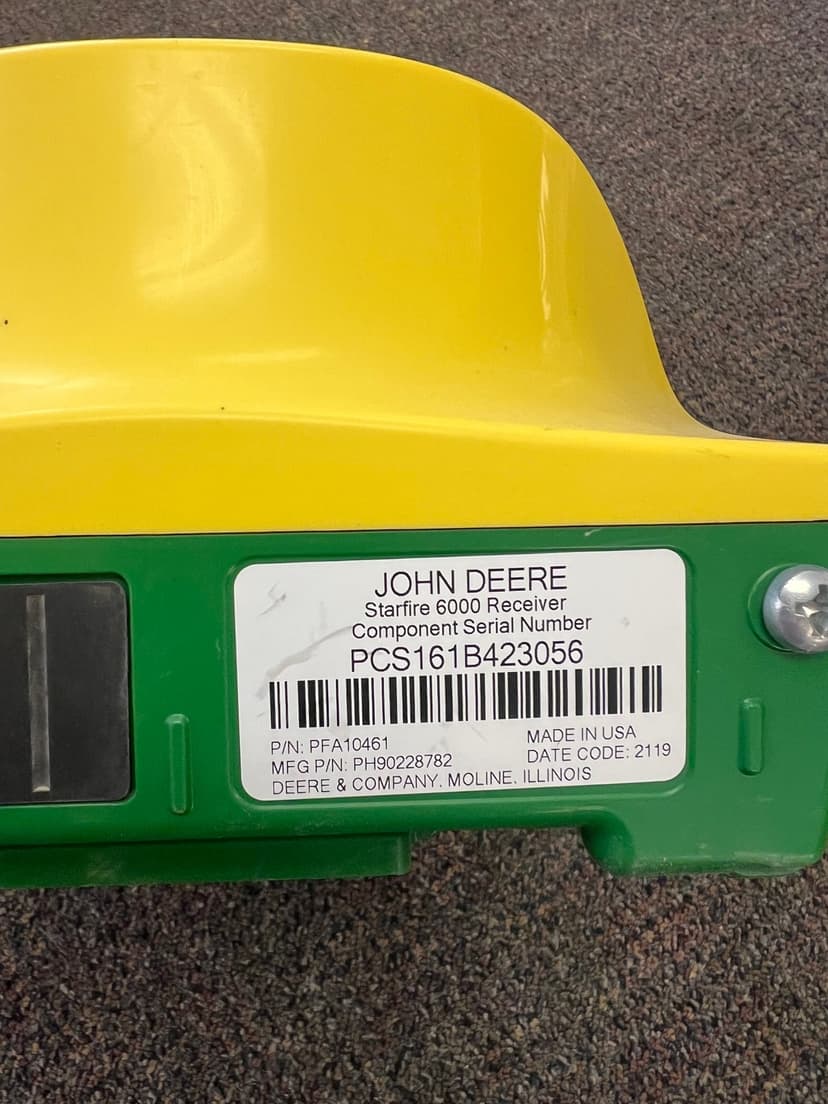 JOHN DEERE
Starfire 6000 Receiver
Component Serial Number
PCS161B423056
P/N: PFA10461
MFG P/N: PH90228782
MADE IN USA
DATE CODE: 2119
DEERE & COMPANY. MOLINE. ILLINOIS